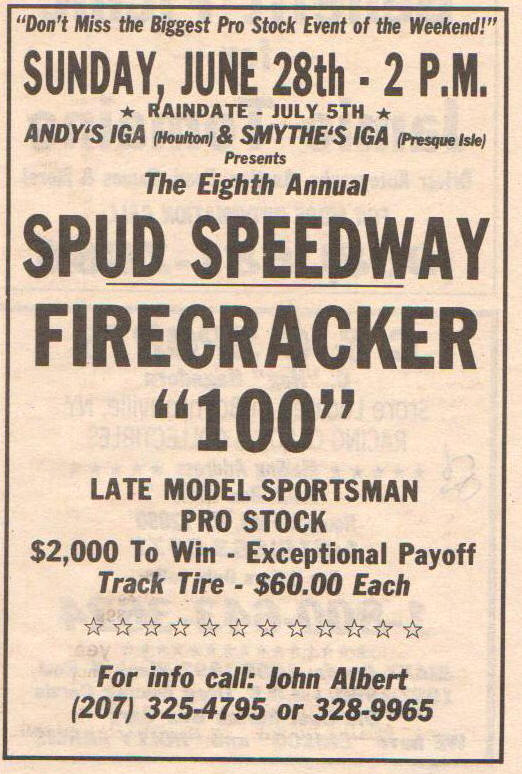 "Don't Miss the Biggest Pro Stock Event of the Weekend!"
SUNDAY, JUNE 28th - 2 P.M.
★ RAINDATE - JULY 5TH ★
ANDY'S IGA (Houlton) & SMYTHE'S IGA (Presque Isle)
Presents
The Eighth Annual
SPUD SPEEDWAY
FIRECRACKER
"100"
LATE MODEL SPORTSMAN
PRO STOCK
$2,000 To Win - Exceptional Payoff
Track Tire - $60.00 Each
☆ ☆ ☆ ☆ ☆ ☆ ☆ ☆ ☆ ☆ ☆ ☆ ☆ ☆
For info call: John Albert
(207) 325-4795 or 328-9965